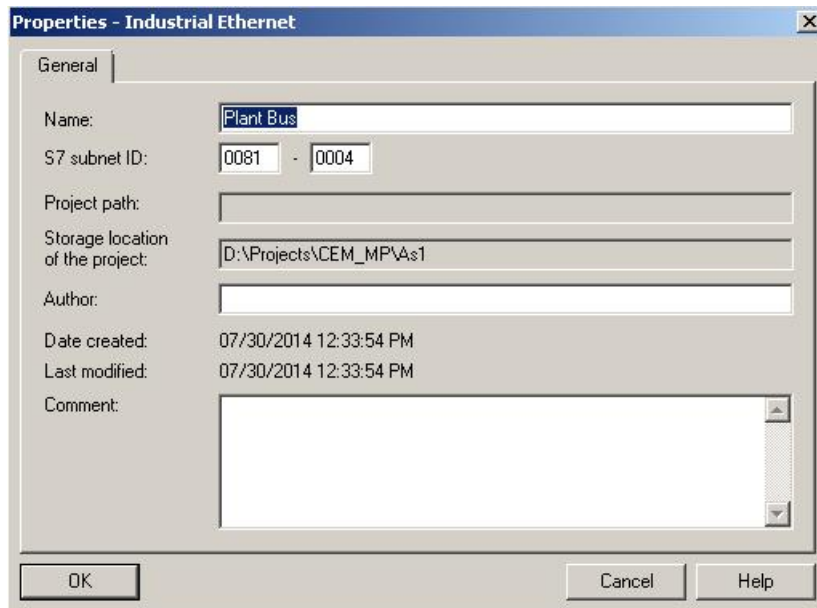 Properties - Industrial Ethernet
General
Name: Plant Bus
S7 subnet ID: 0081 - 0004
Project path:
Storage location
of the project: D:\Projects\CEM_MP\As1
Author:
Date created: 07/30/2014 12:33:54 PM
Last modified: 07/30/2014 12:33:54 PM
Comment:
OK Cancel Help